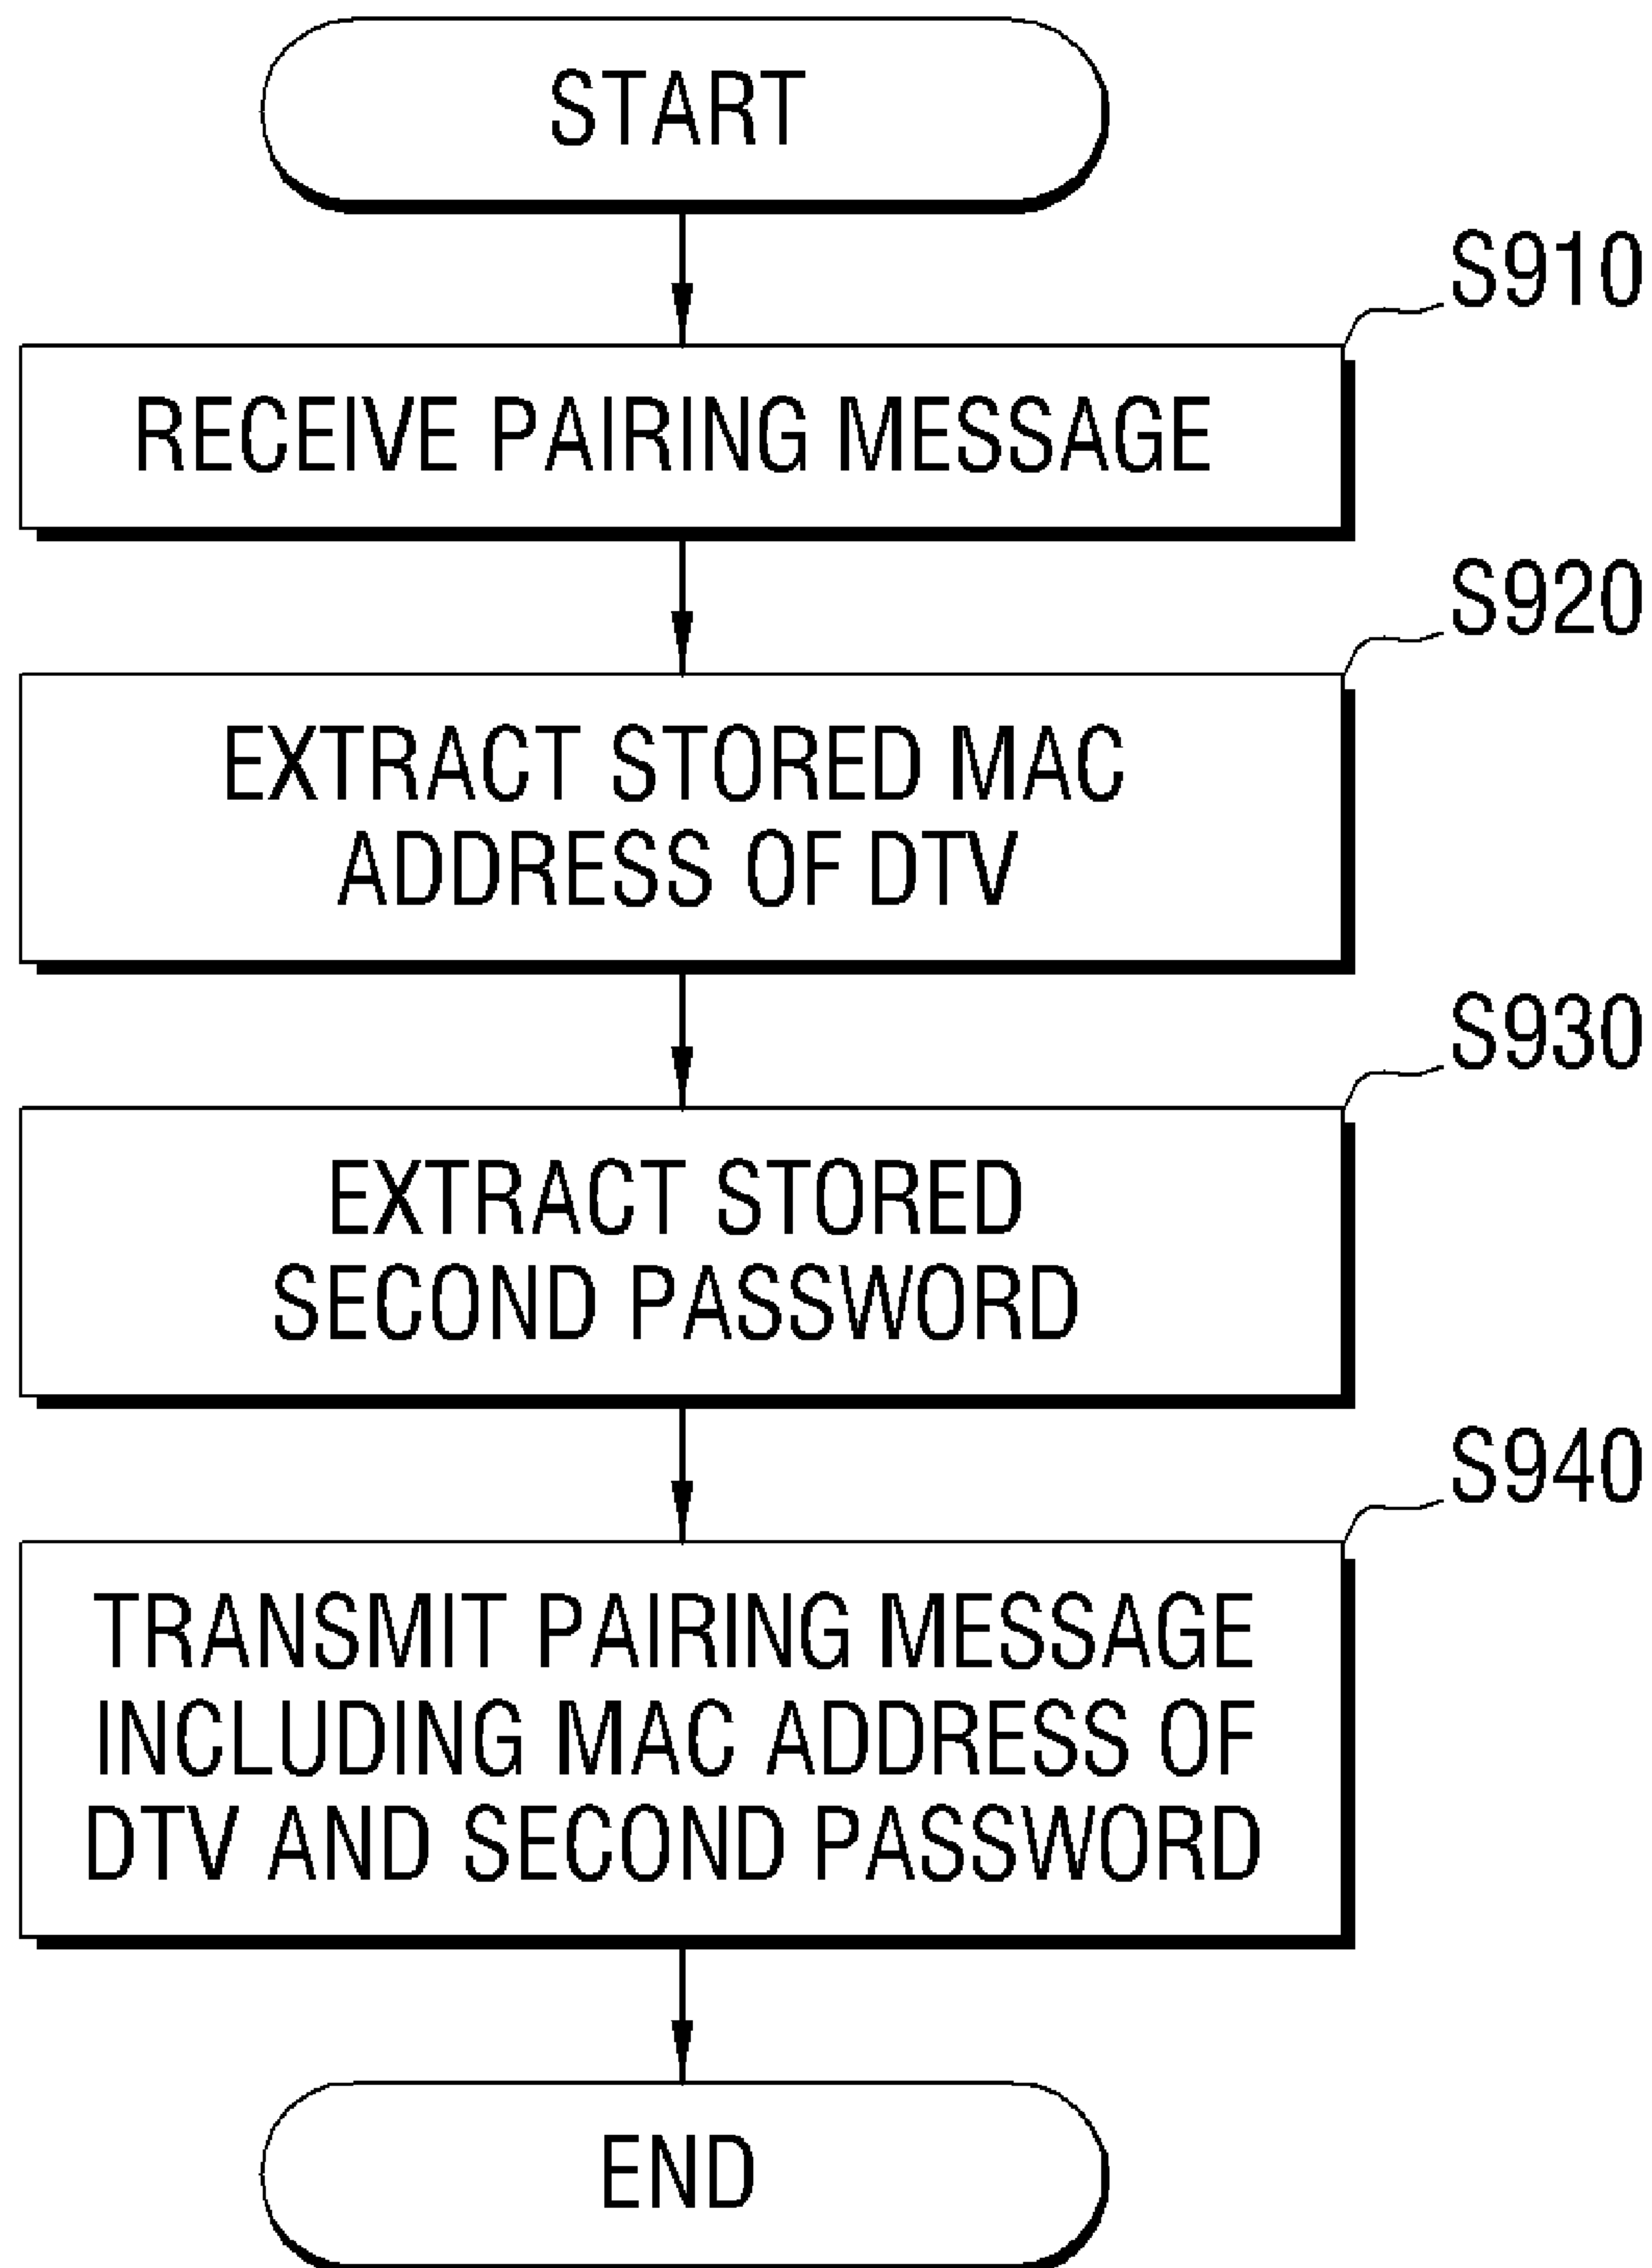 START
S910
RECEIVE PAIRING MESSAGE
S920
EXTRACT STORED MAC
ADDRESS OF DTV
S930
EXTRACT STORED
SECOND PASSWORD
S940
TRANSMIT PAIRING MESSAGE
INCLUDING MAC ADDRESS OF
DTV AND SECOND PASSWORD
END